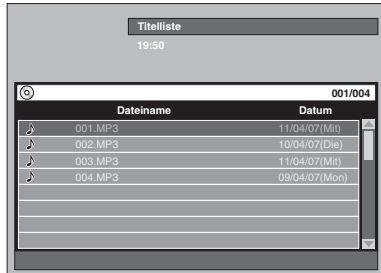 Titelliste
19:50
001/004
Dateiname Datum
001.MP3 11/04/07(Mit)
002.MP3 10/04/07(Die)
003.MP3 11/04/07(Mit)
004.MP3 09/04/07(Mon)